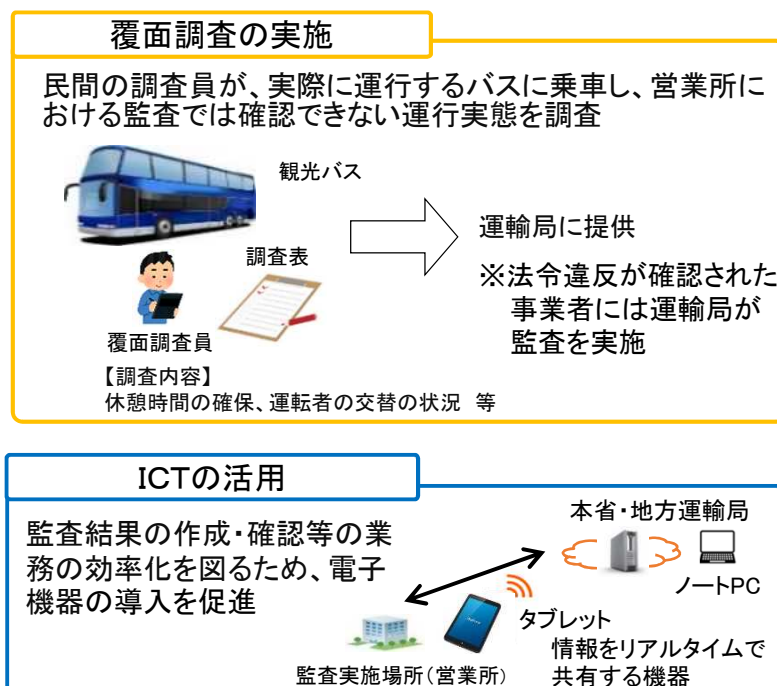 覆面調査の実施
民間の調査員が、実際に運行するバスに乗車し、営業所に
おける監査では確認できない運行実態を調査
観光バス
調査表
覆面調査員
運輸局に提供
※法令違反が確認された
事業者には運輸局が
監査を実施
【調査内容】
休憩時間の確保、運転者の交替の状況 等
ICTの活用
監査結果の作成・確認等の業
務の効率化を図るため、電子
機器の導入を促進
本省・地方運輸局
ノートPC
タブレット
情報をリアルタイムで
共有する機器
監査実施場所（営業所）